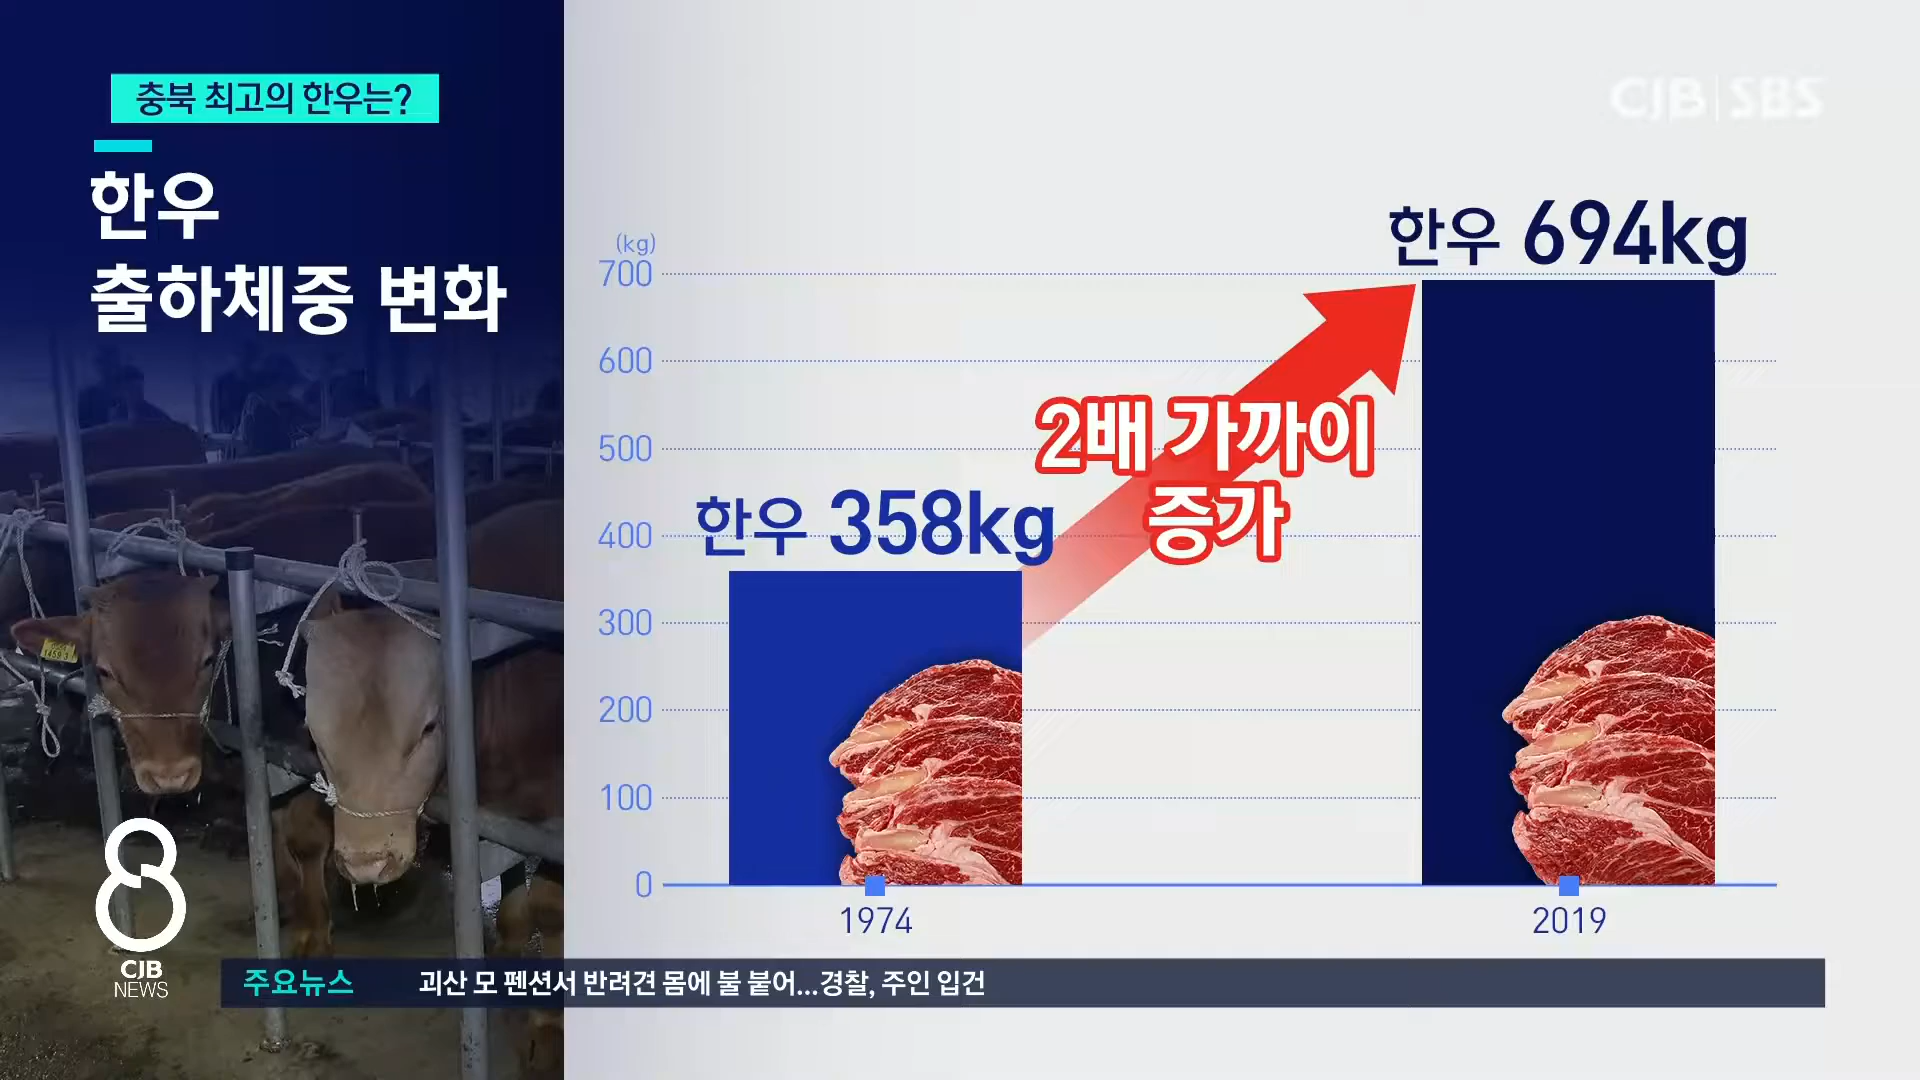 충북 최고의 한우는?
CJB SBS
한우
출하체중 변화
(kg)
700
600
500
400
300
200
100
0
한우 358kg
한우 694kg
2배 가까이
증가
1974
2019
8
CJB
NEWS
주요뉴스 괴산 모 펜션서 반려견 몸에 불 붙어...경찰, 주인 입건